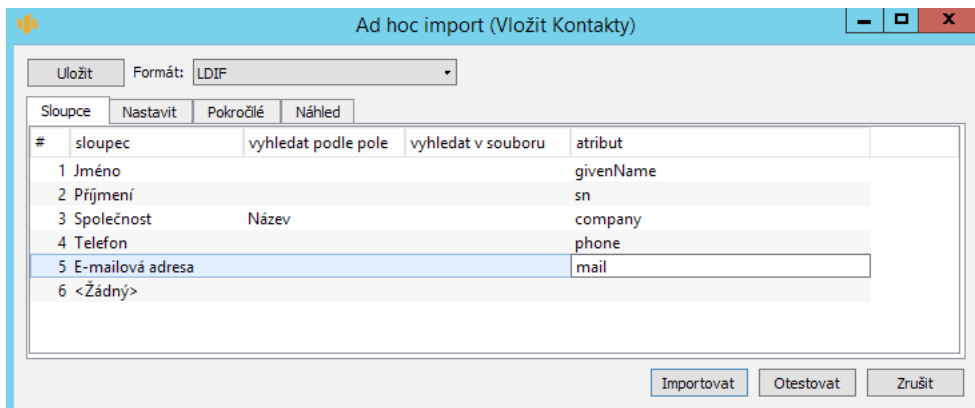 Ad hoc import (Vložit Kontakty)
Uložit Formát: LDIF
Sloupce Nastavit Pokročilé Náhled
# sloupec vyhledat podle pole vyhledat v souboru atribut
1 Jméno givenName
2 Příjmení sn
3 Společnost Název company
4 Telefon phone
5 E-mailová adresa mail
6 <Žádný>
Importovat Otestovat Zrušit